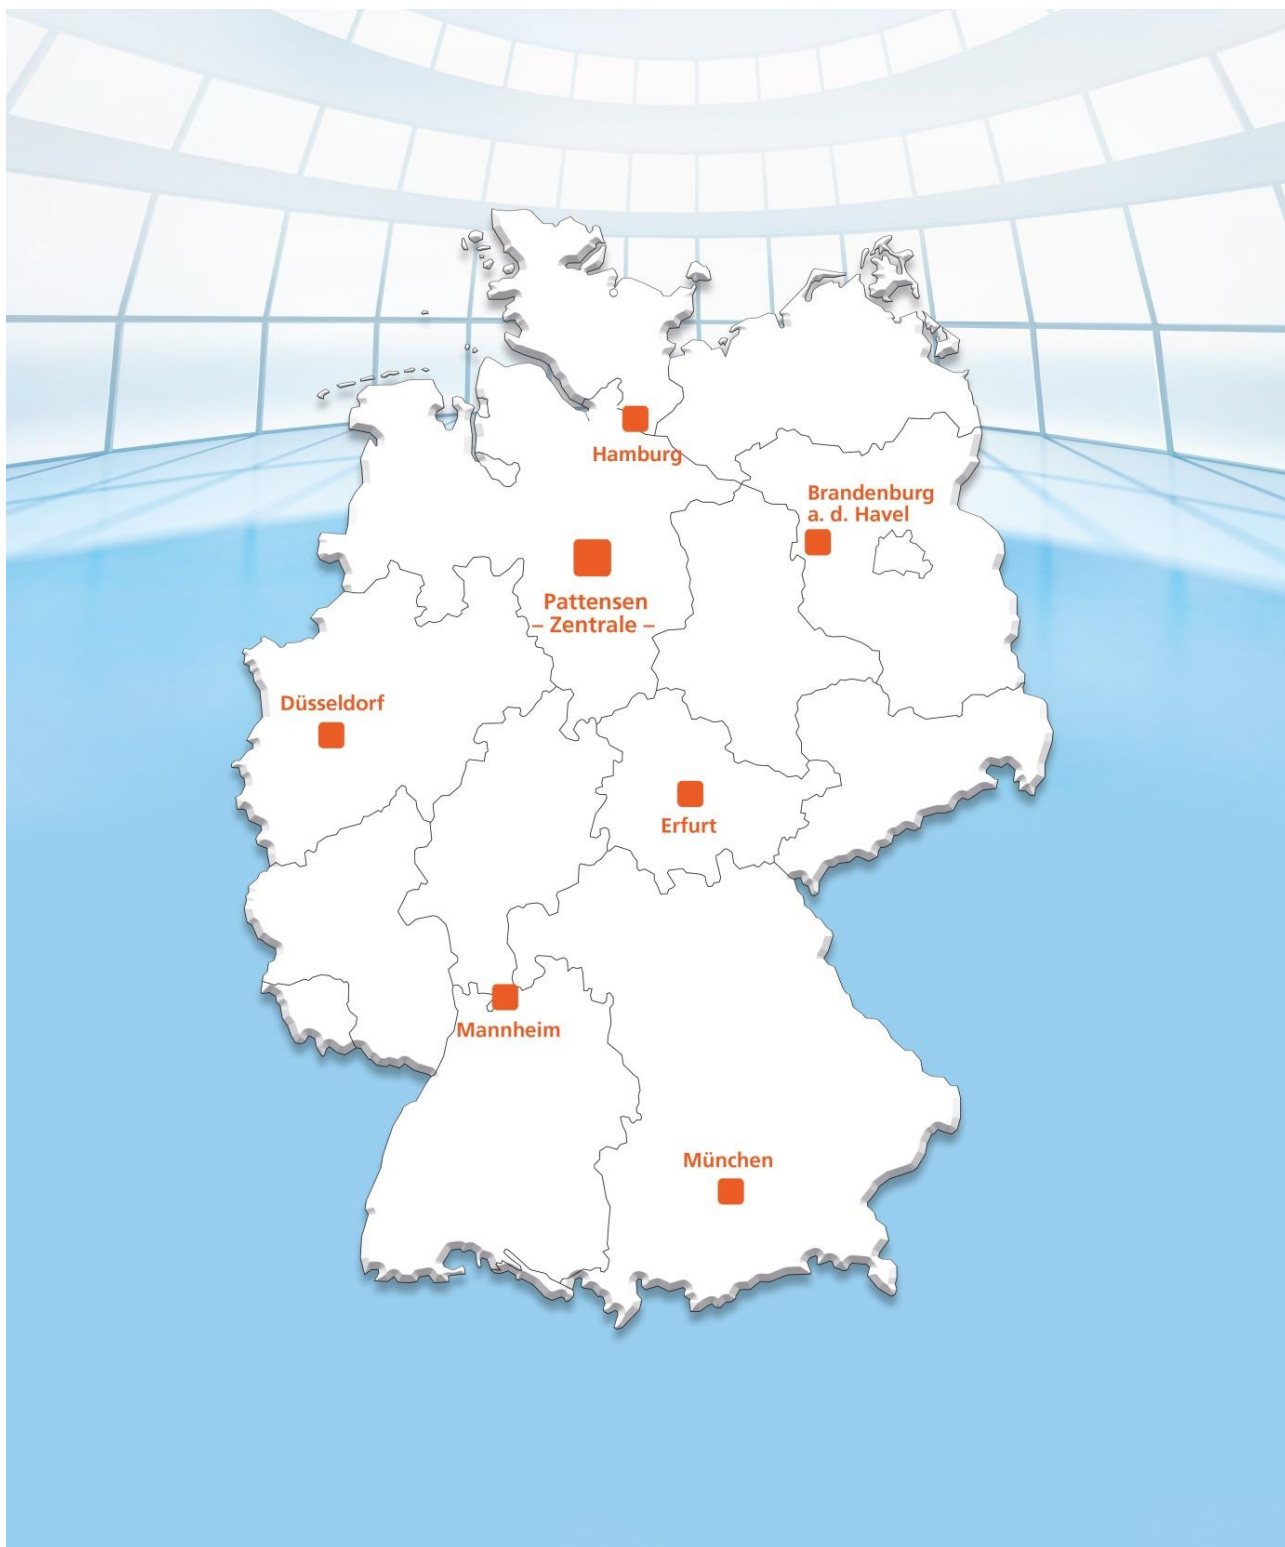 Hamburg
Brandenburg
a. d. Havel
Pattensen
– Zentrale –
Düsseldorf
Erfurt
Mannheim
München